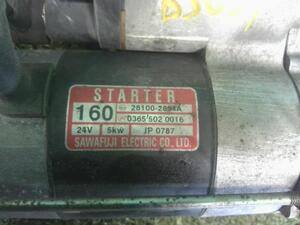 STARTER
160 28100-2894A
0365 502 0016
24V 5kw JP 0787
SAWAFUJI ELECTRIC CO., LTD.